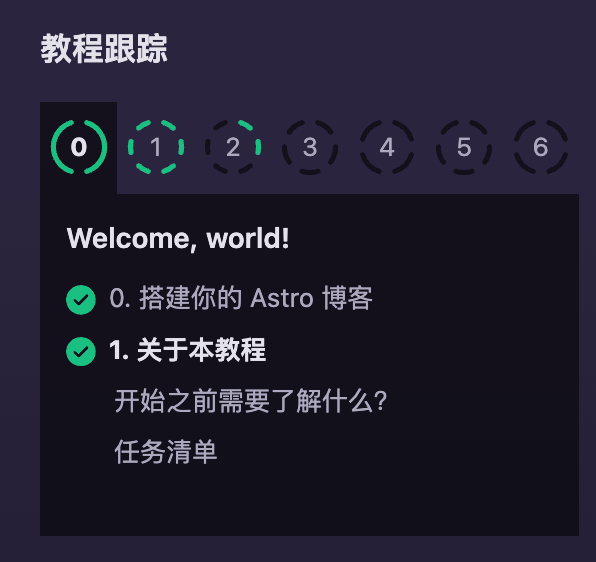 教程跟踪
0 1 2 3 4 5 6
Welcome, world!
0. 搭建你的 Astro 博客
1. 关于本教程
开始之前需要了解什么?
任务清单